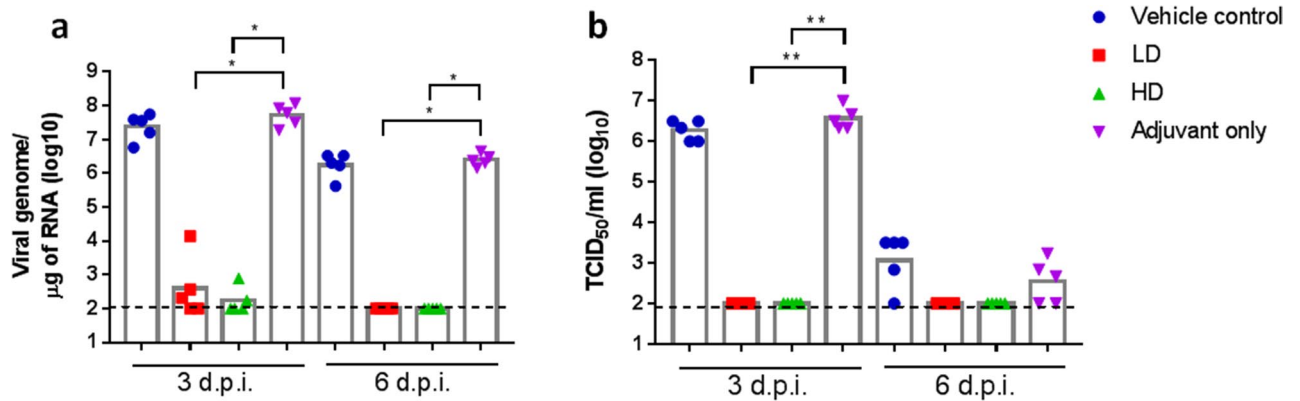 a
Viral genome/
µg of RNA (log10)
9
8
7
6
5
4
3
2
1
*
*
*
*
3 d.p.i.
6 d.p.i.
b
TCID50/ml (log10)
8
7
6
5
4
3
2
1
**
**
3 d.p.i.
6 d.p.i.
Vehicle control
LD
HD
Adjuvant only